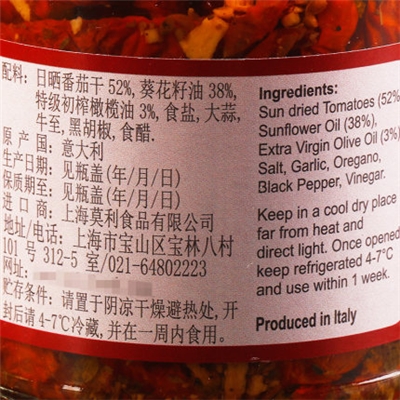 配料: 日晒番茄干 52%, 葵花籽油 38%,
特级初榨橄榄油 3%, 食盐, 大蒜,
牛至, 黑胡椒, 食醋.
原 产 国: 意大利
生产日期: 见瓶盖 (年/月/日)
保质期至: 见瓶盖 (年/月/日)
进 口 商: 上海莫利食品有限公司
地址/电话: 上海市宝山区宝林八村
101 号 312-5 室/021-64802223
网址:
贮存条件: 请置于阴凉干燥避热处, 开
封后请 4-7℃冷藏, 并在一周内食用.
Ingredients:
Sun dried Tomatoes (52%
Sunflower Oil (38%),
Extra Virgin Olive Oil (3%)
Salt, Garlic, Oregano,
Black Pepper, Vinegar.
Keep in a cool dry place
far from heat and
direct light. Once opened
keep refrigerated 4-7°C
and use within 1 week.
Produced in Italy